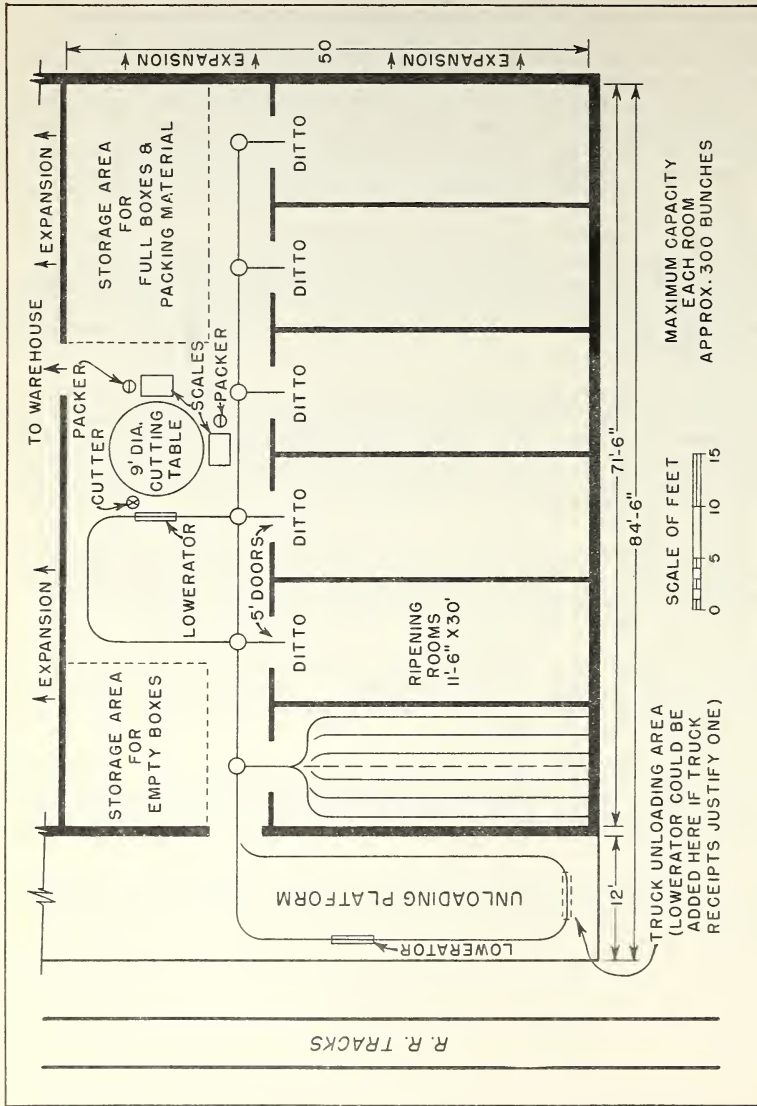 TO WAREHOUSE
EXPANSION
EXPANSION
STORAGE AREA
FOR
EMPTY BOXES
CUTTER
PACKER
9' DIA.
CUTTING
TABLE
SCALES
PACKER
STORAGE AREA
FOR
FULL BOXES &
PACKING MATERIAL
EXPANSION
EXPANSION
50
LOWERATOR
5' DOORS
DITTO
DITTO
DITTO
DITTO
DITTO
RIPENING
ROOMS
11'-6" X 30'
UNLOADING PLATFORM
LOWERATOR
R. R. TRACKS
12'
71'-6"
84'-6"
TRUCK UNLOADING AREA
(LOWERATOR COULD BE
ADDED HERE IF TRUCK
RECEIPTS JUSTIFY ONE)
SCALE OF FEET
0 5 10 15
MAXIMUM CAPACITY
EACH ROOM
APPROX. 300 BUNCHES